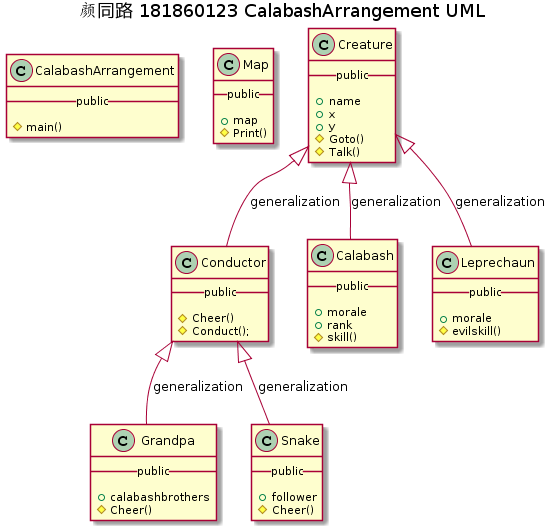 颜同路 181860123 CalabashArrangement UML
C CalabashArrangement
public
main()
C Map
public
map
Print()
C Creature
public
name
x
y
Goto()
Talk()
generalization
generalization
generalization
C Conductor
public
Cheer()
Conduct();
C Calabash
public
morale
rank
skill()
C Leprechaun
public
morale
evilskill()
generalization
generalization
C Grandpa
public
calabashbrothers
Cheer()
C Snake
public
follower
Cheer()